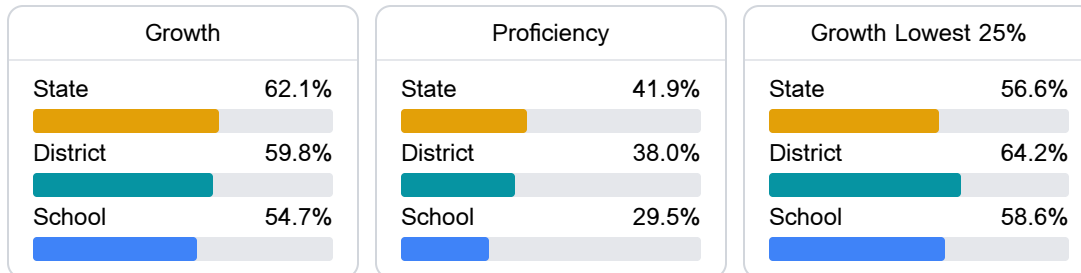 Growth
State 62.1%
District 59.8%
School 54.7%
Proficiency
State 41.9%
District 38.0%
School 29.5%
Growth Lowest 25%
State 56.6%
District 64.2%
School 58.6%